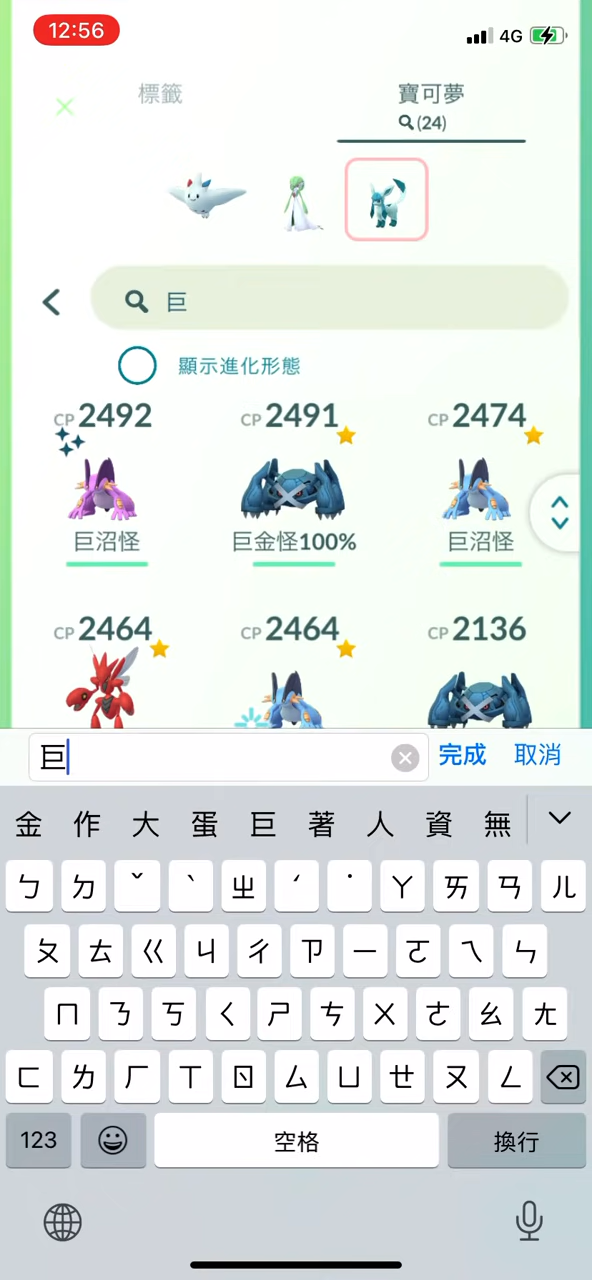 12:56
4G
標籤
寶可夢
(24)
巨
顯示進化形態
CP2492
CP2491
CP2474
巨沼怪
巨金怪100%
巨沼怪
CP2464
CP2464
CP2136
巨
完成
取消
金 作 大 蛋 巨 著 人 資 無
ㄅ ㄉ ˇ ˋ ㄓ ˊ ˙ ㄚ ㄞ ㄢ ㄦ
ㄆ ㄊ ㄍ ㄐ ㄔ ㄗ ㄧ ㄛ ㄟ ㄣ
ㄇ ㄋ ㄎ ㄑ ㄕ ㄘ ㄨ ㄜ ㄠ ㄤ
ㄈ ㄌ ㄏ ㄒ ㄖ ㄙ ㄩ ㄝ ㄡ ㄥ
123
空格
換行